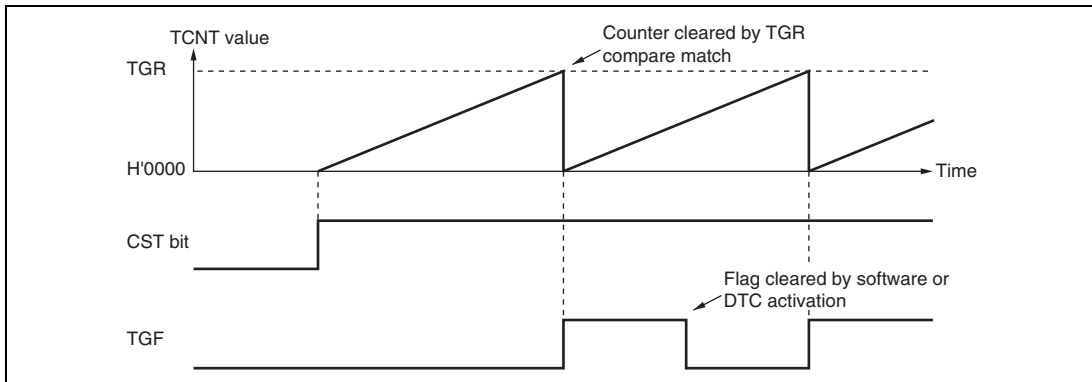 TCNT value
Counter cleared by TGR
compare match
TGR
H'0000
Time
CST bit
Flag cleared by software or
DTC activation
TGF